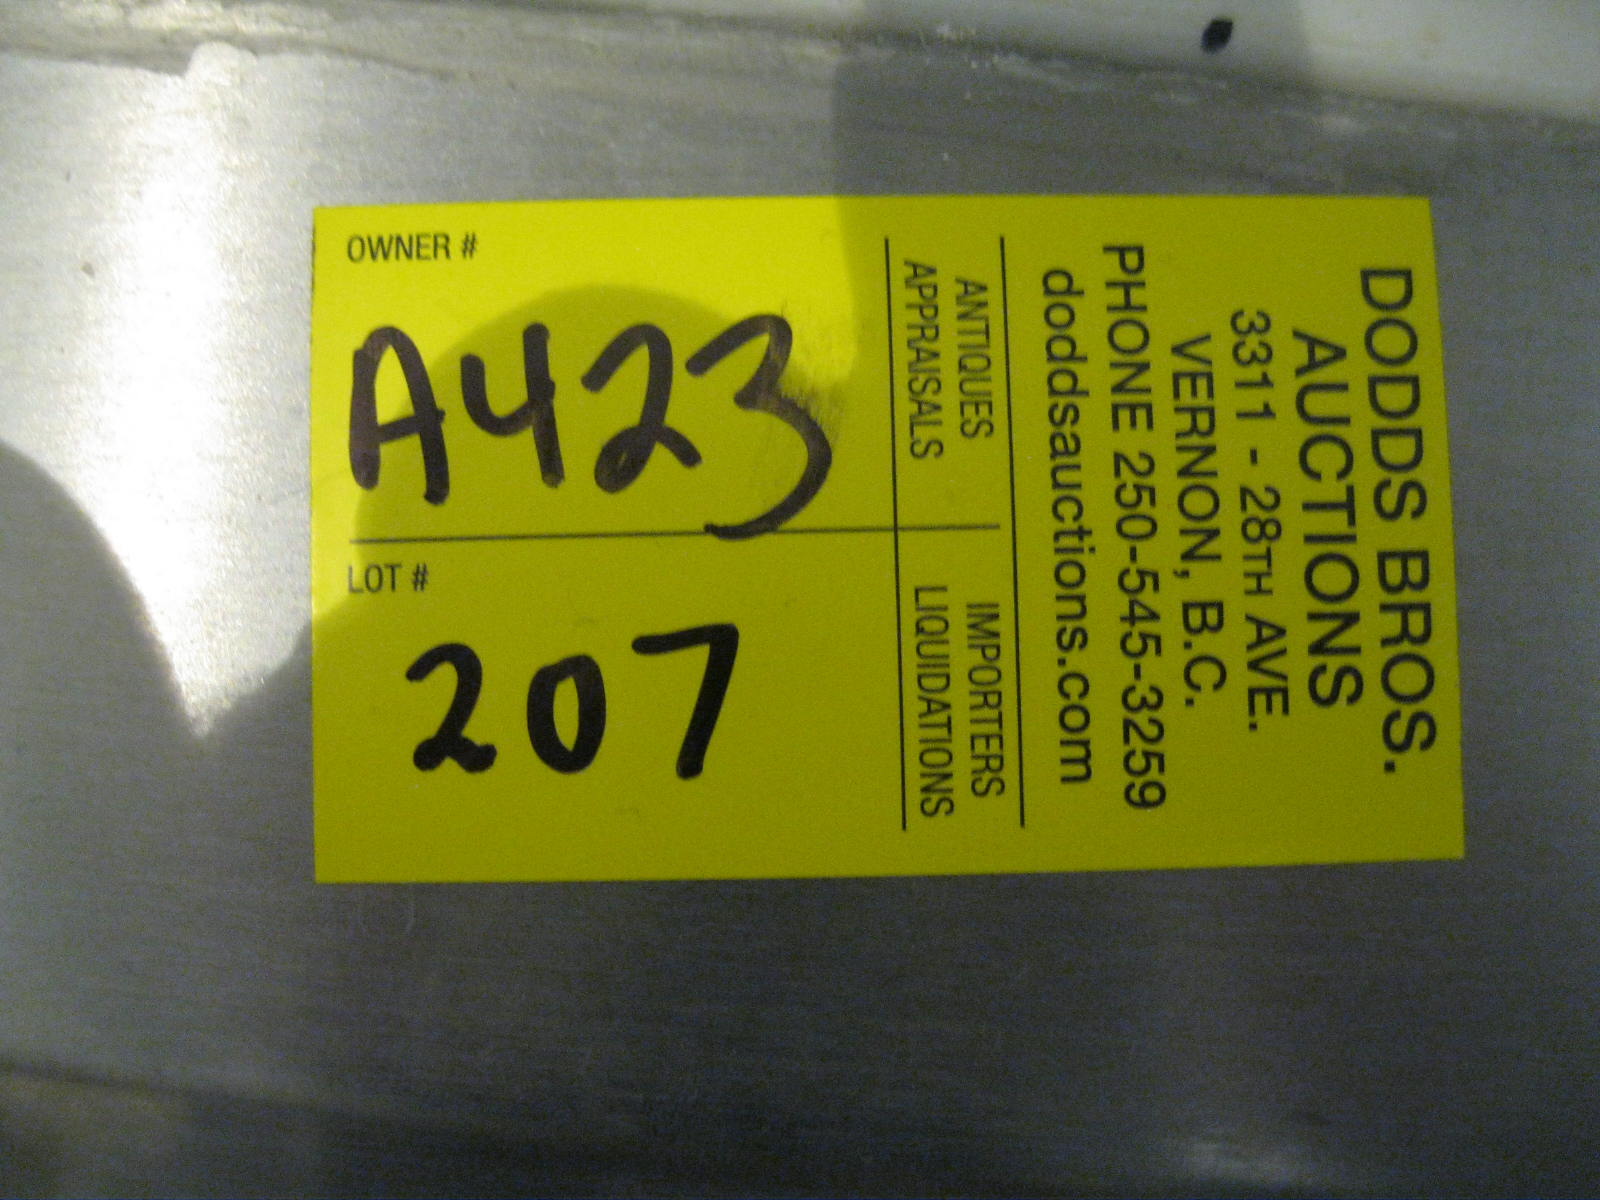 DODDS BROS.
AUCTIONS
3311 - 28TH AVE.
VERNON, B.C.
PHONE 250-545-3259
doddsauctions.com
ANTIQUES IMPORTERS
APPRAISALS LIQUIDATIONS
OWNER #
A423
LOT #
207